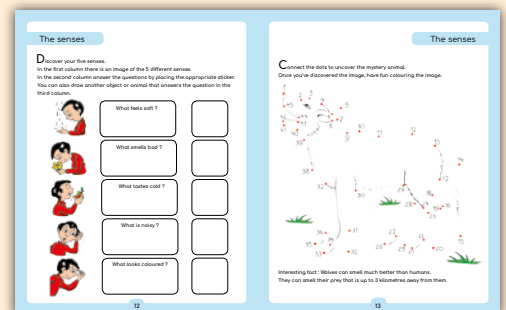 The senses
Discover your five senses.
In the first column there is an image of the 5 different senses.
In the second column answer the questions by placing the appropriate sticker.
You can also draw another object or animal that answers the question in the
third column.
What feels soft ?
What smells bad ?
What tastes cold ?
What is noisy ?
What looks coloured ?
12
The senses
Connect the dots to uncover the mystery animal.
Once you've discovered the image, have fun colouring the image.
Interesting fact : Wolves can smell much better than humans.
They can smell their prey that is up to 3 kilometres away from them.
13